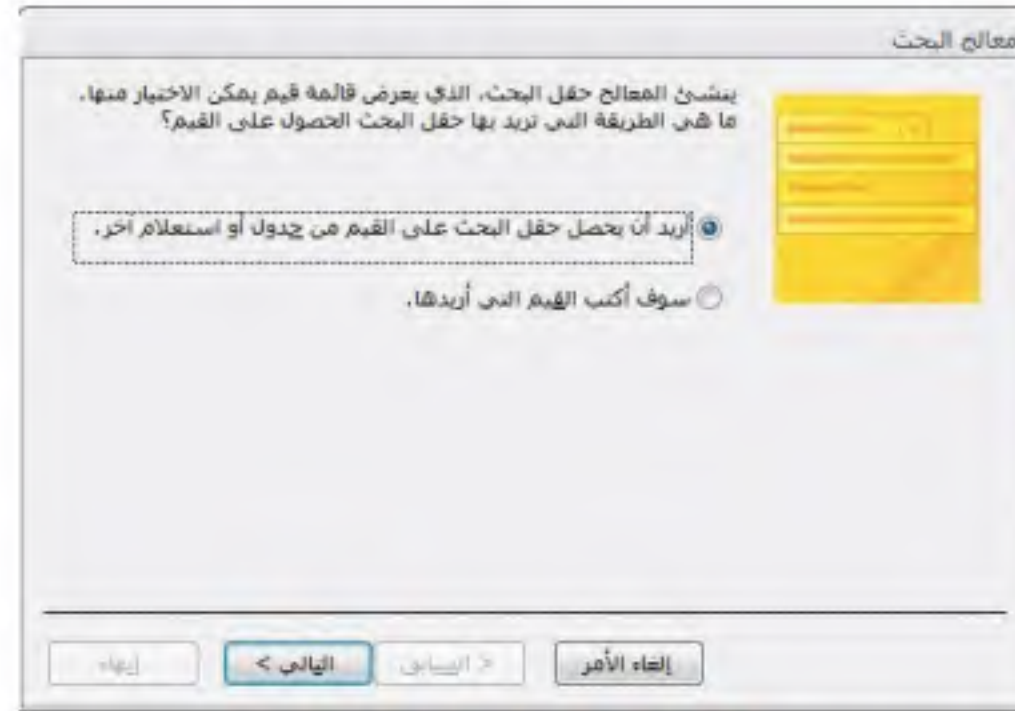 معالج البحث
ينشئ المعالج حقل البحث، الذي يعرض قائمة قيم يمكن الاختيار منها.
ما هي الطريقة التي تريد بها حقل البحث الحصول على القيم؟
أريد أن يحصل حقل البحث على القيم من جدول أو استعلام آخر.
سوف أكتب القيم التي أريدها.
إلغاء الأمر
< السابق
التالي >
إنهاء